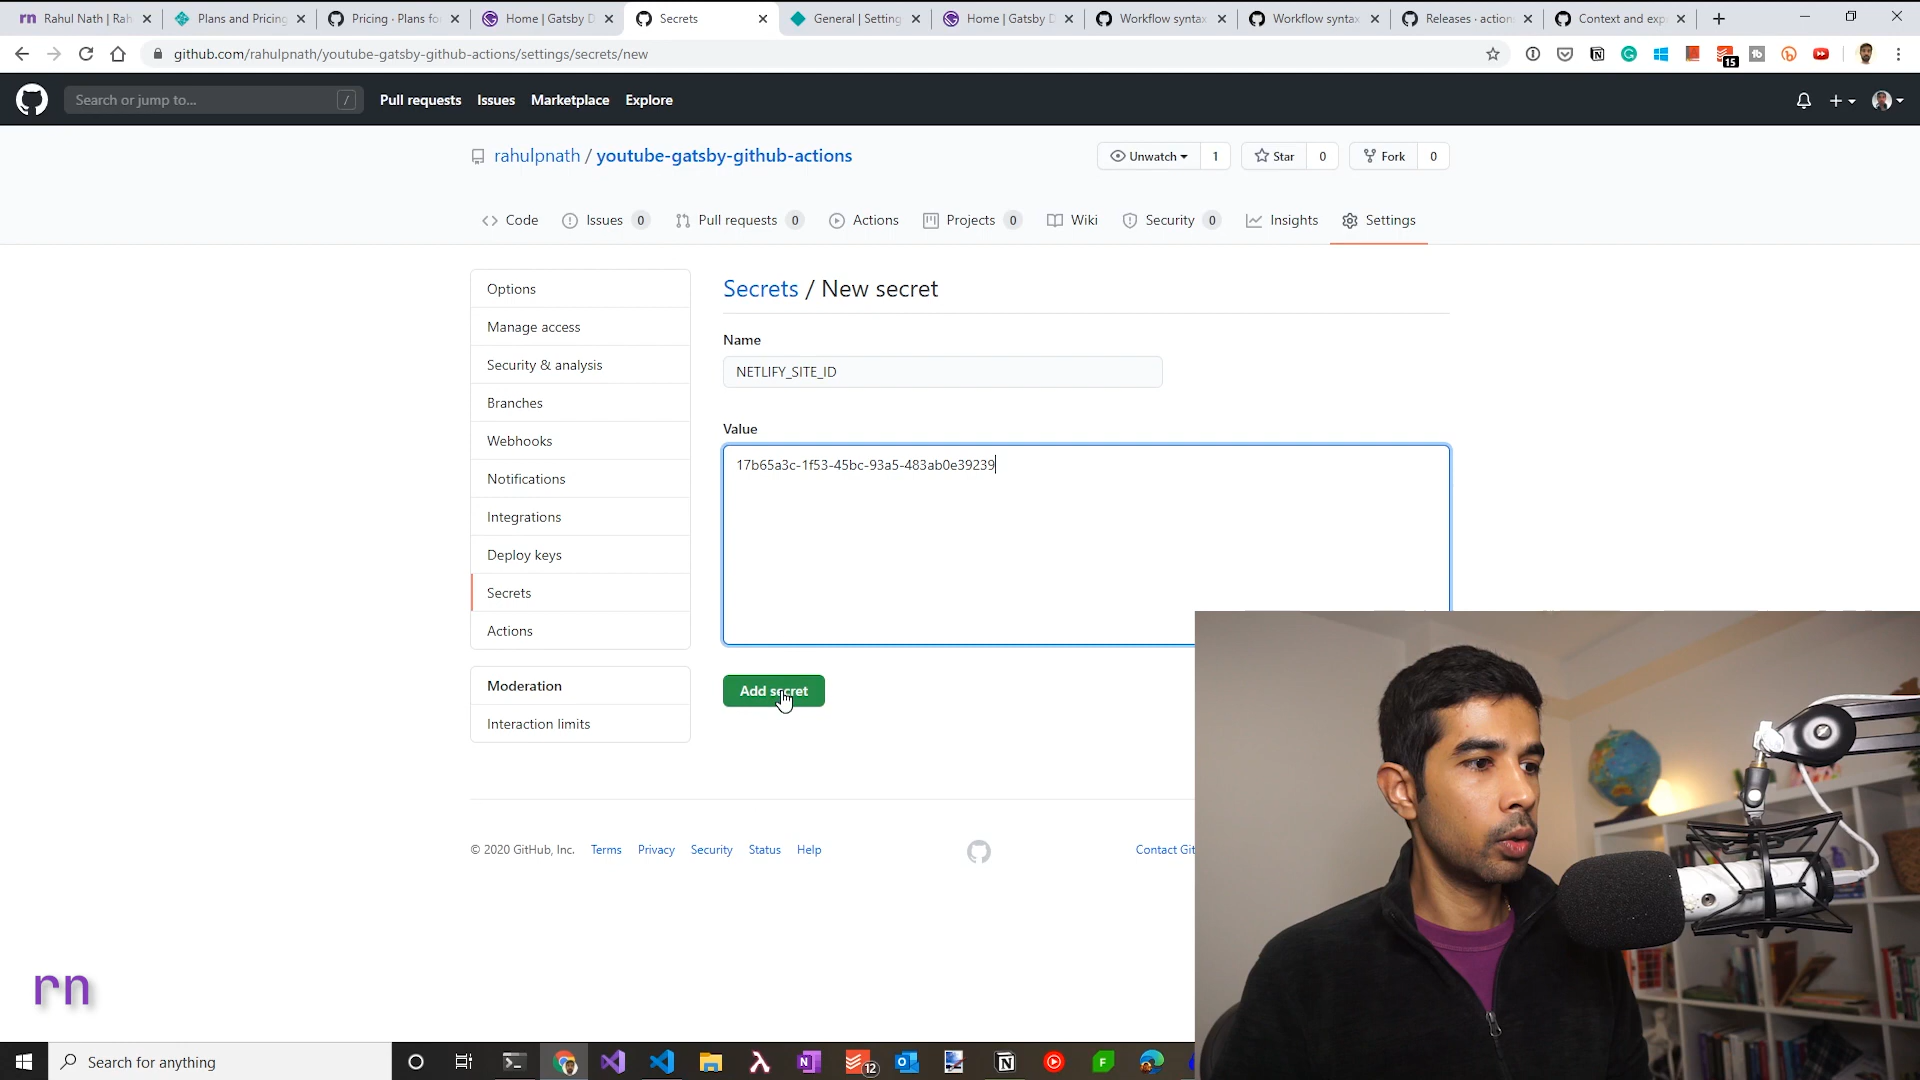 rn Rahul Nath | Rah
Plans and Pricing
Pricing · Plans fo
Home | Gatsby D
Secrets
General | Setting
Home | Gatsby D
Workflow syntax
Workflow syntax
Releases · action
Context and exp
github.com/rahulpnath/youtube-gatsby-github-actions/settings/secrets/new
15
Search or jump to... /
Pull requests Issues Marketplace Explore
rahulpnath / youtube-gatsby-github-actions
Unwatch 1 Star 0 Fork 0
Code Issues 0 Pull requests 0 Actions Projects 0 Wiki Security 0 Insights Settings
Options
Manage access
Security & analysis
Branches
Webhooks
Notifications
Integrations
Deploy keys
Secrets
Actions
Moderation
Interaction limits
Secrets / New secret
Name
NETLIFY_SITE_ID
Value
17b65a3c-1f53-45bc-93a5-483ab0e39239
Add secret
© 2020 GitHub, Inc. Terms Privacy Security Status Help
Contact Git
rn
Search for anything
12